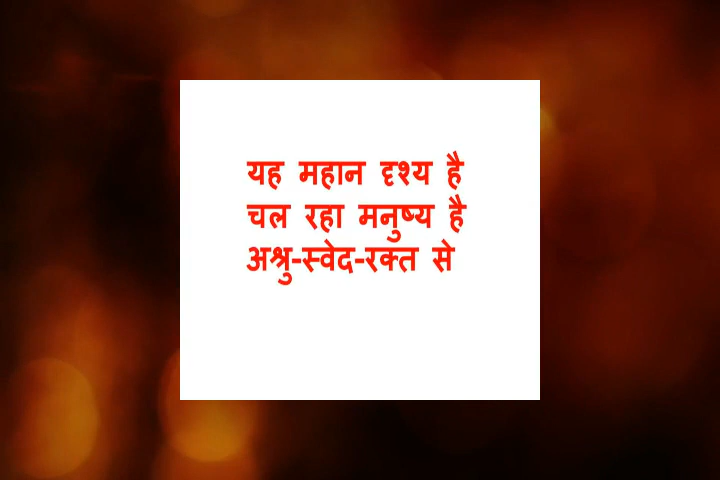 यह महान दृश्य है
चल रहा मनुष्य है
अश्रु-स्वेद-रक्त से